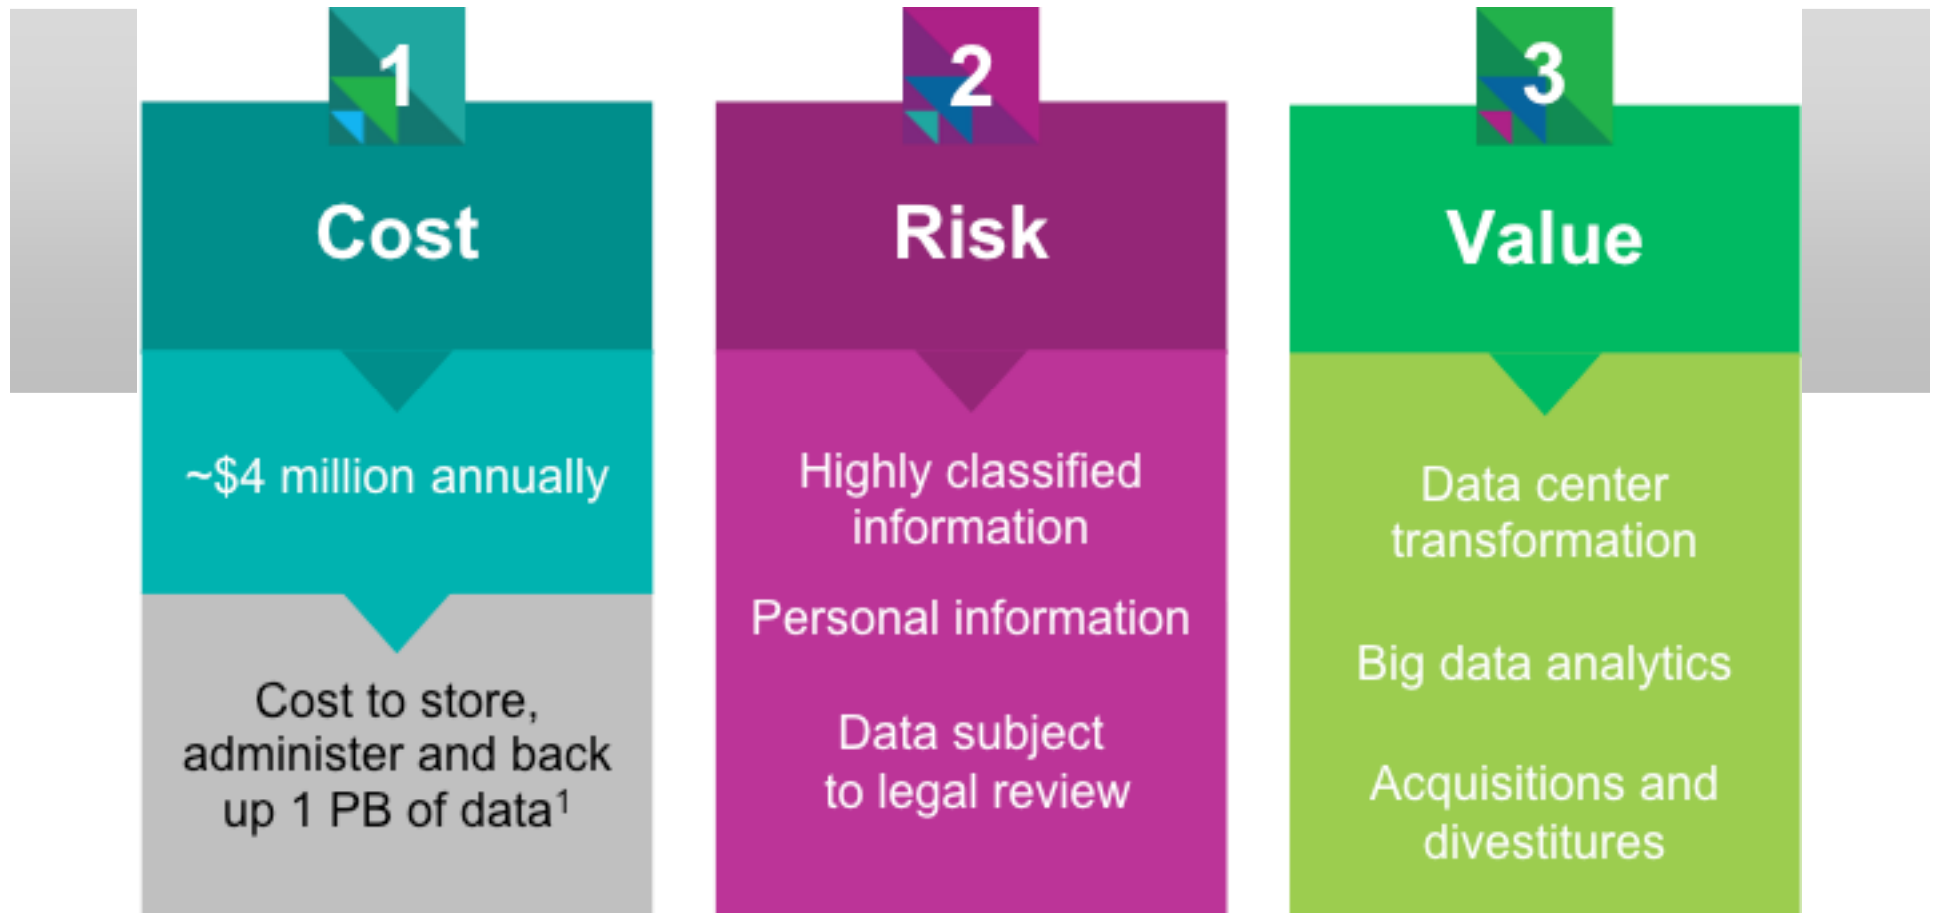 1
Cost
~$4 million annually
Cost to store,
administer and back
up 1 PB of data¹
2
Risk
Highly classified
information
Personal information
Data subject
to legal review
3
Value
Data center
transformation
Big data analytics
Acquisitions and
divestitures